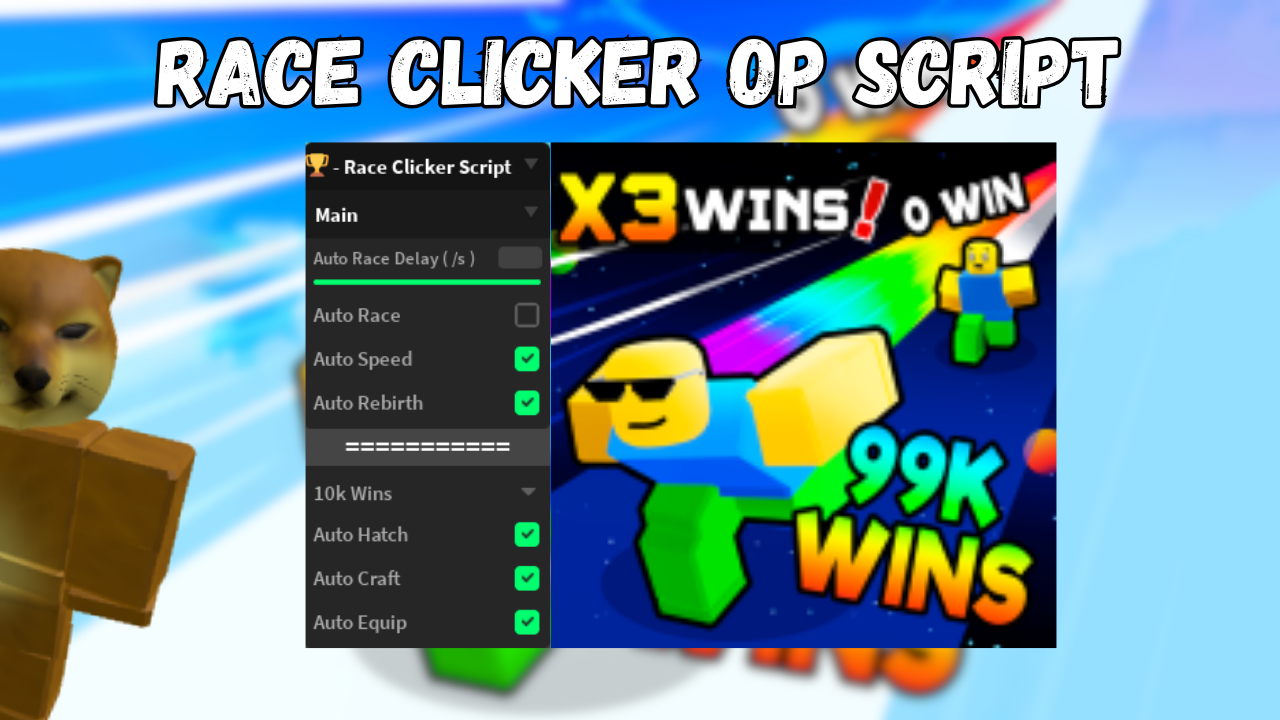 RACE CLICKER OP SCRIPT
🏆 - Race Clicker Script
Main
Auto Race Delay ( /s )
Auto Race
Auto Speed
Auto Rebirth
===========
10k Wins
Auto Hatch
Auto Craft
Auto Equip
X3 WINS!
0 WIN
99K
WINS